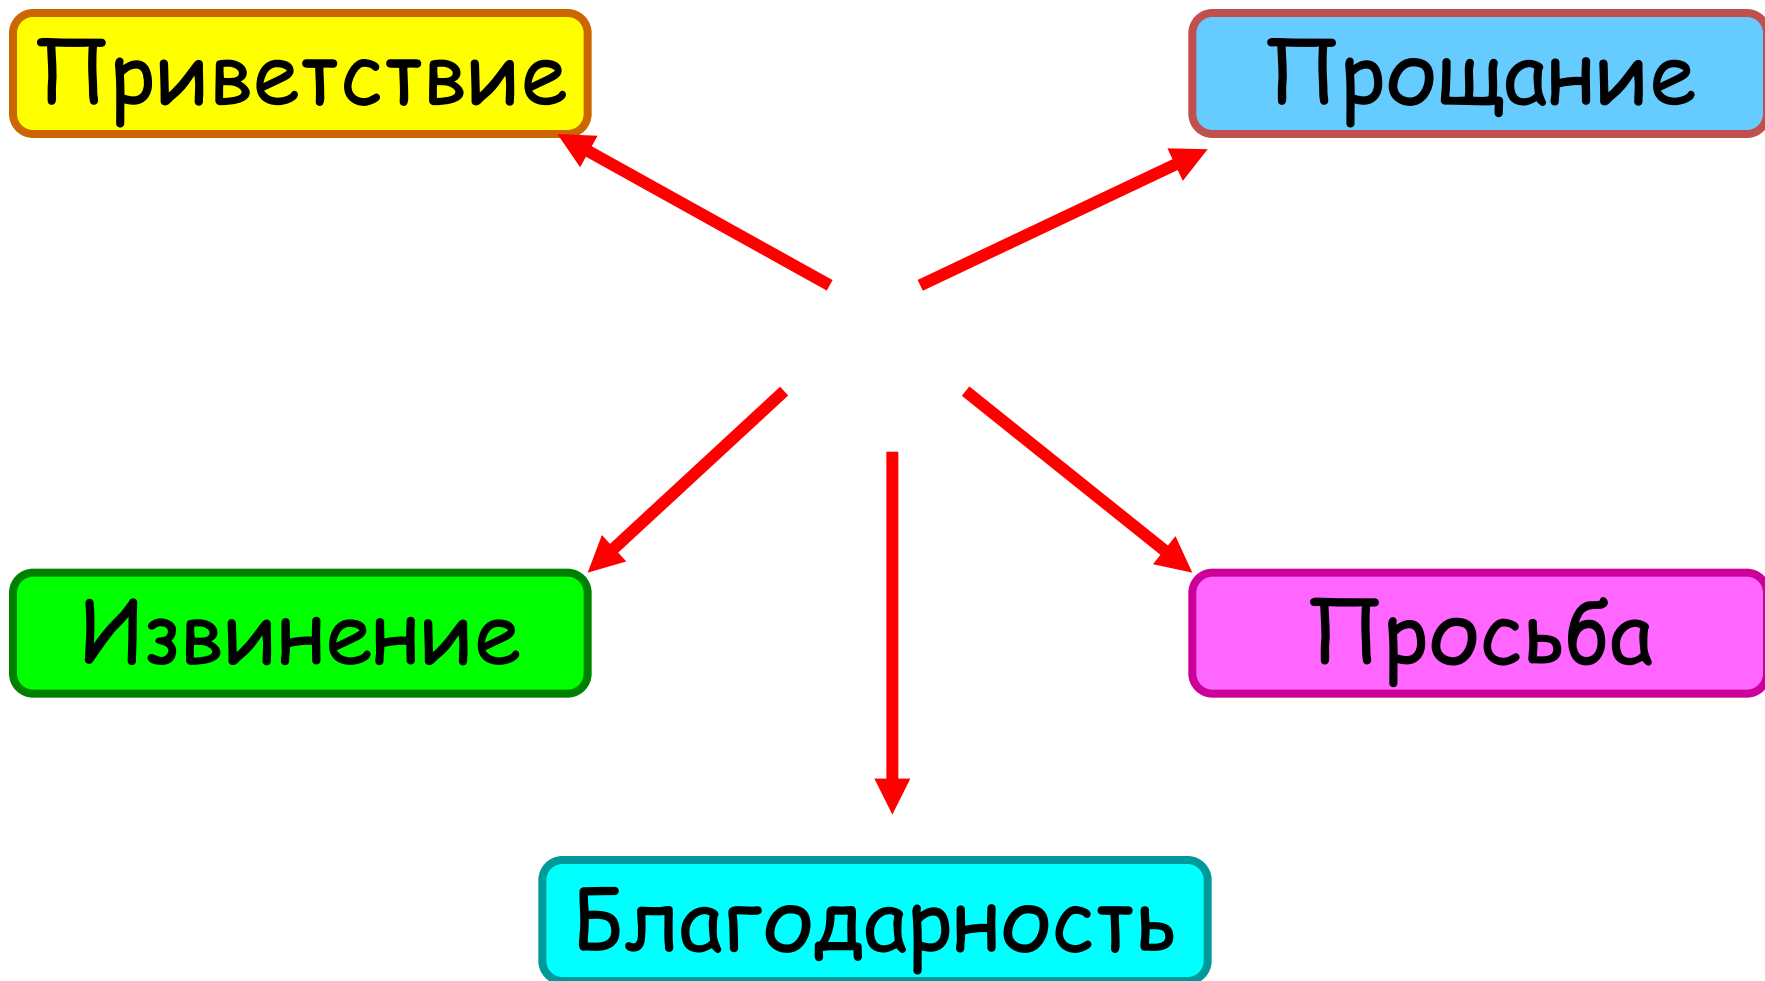 Приветствие
Прощание
Извинение
Просьба
Благодарность